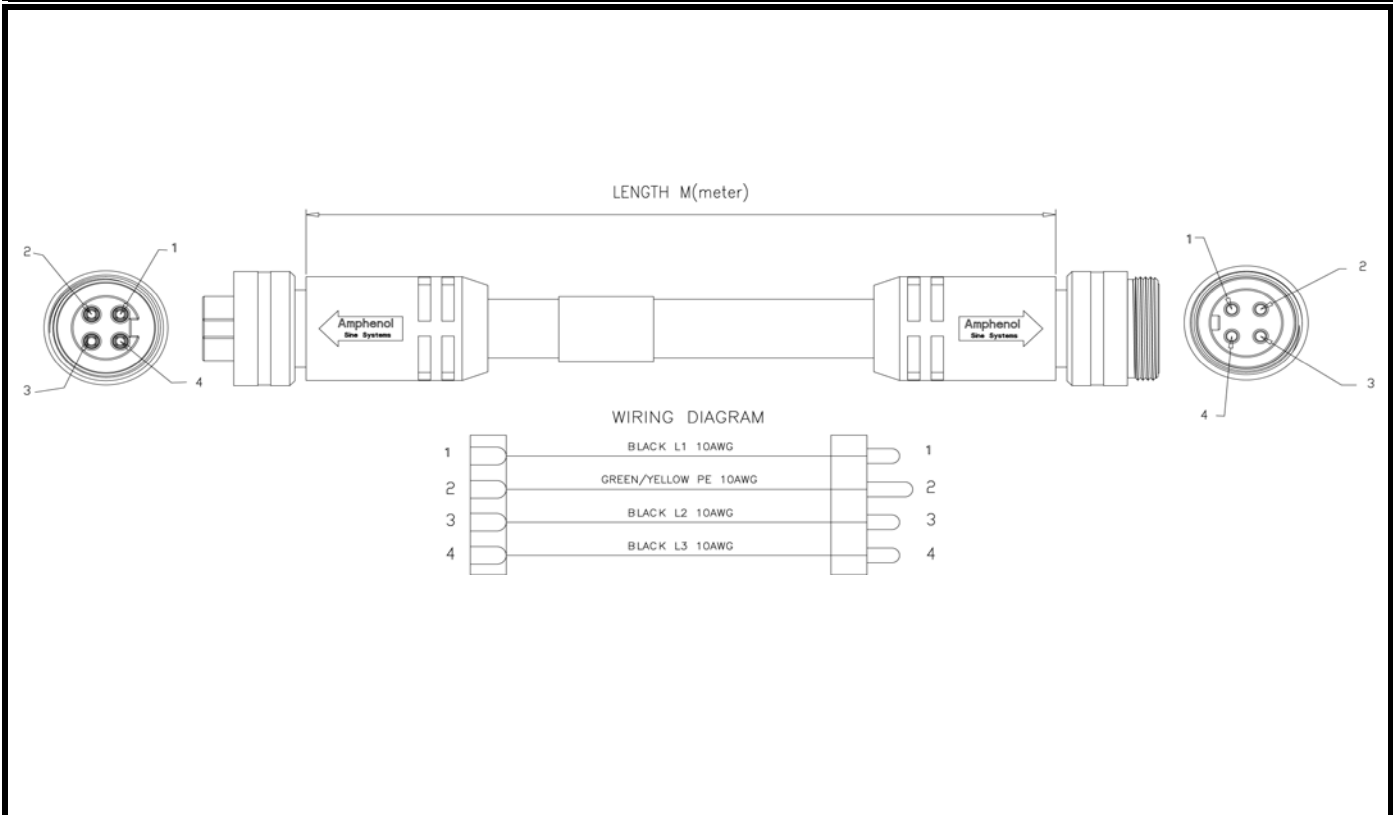 LENGTH M(meter)
2
1
3
4
Amphenol
Sine Systems
Amphenol
Sine Systems
1
2
3
4
WIRING DIAGRAM
1 BLACK L1 10AWG 1
2 GREEN/YELLOW PE 10AWG 2
3 BLACK L2 10AWG 3
4 BLACK L3 10AWG 4